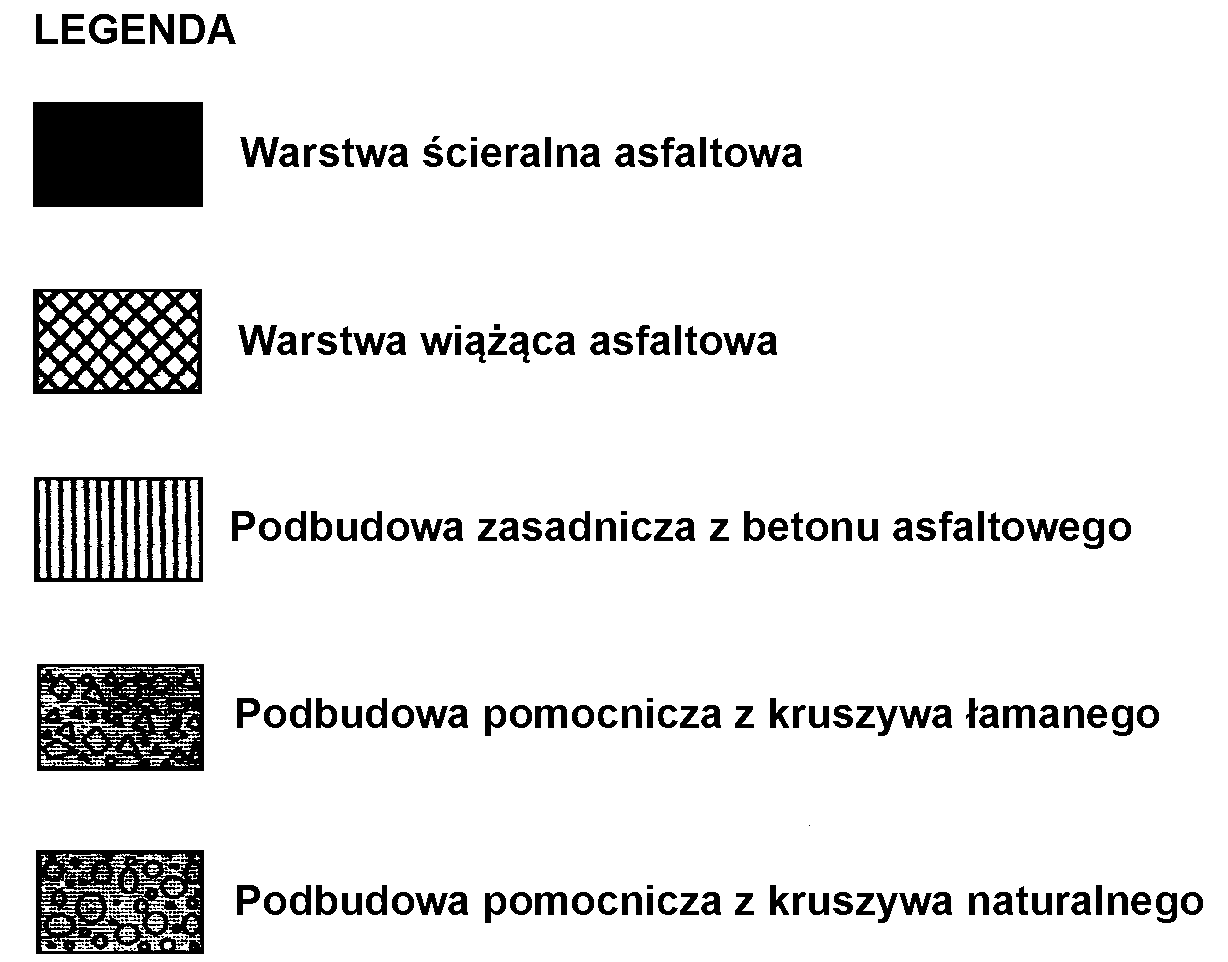 LEGENDA
Warstwa ścieralna asfaltowa
Warstwa wiążąca asfaltowa
Podbudowa zasadnicza z betonu asfaltowego
Podbudowa pomocnicza z kruszywa łamanego
Podbudowa pomocnicza z kruszywa naturalnego